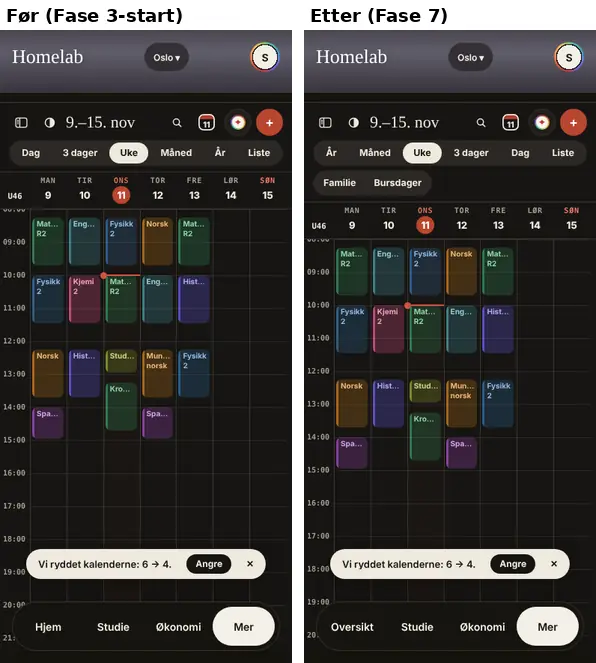 Før (Fase 3-start)
Homelab
Oslo ▾
S
9.–15. nov
11
+
Dag 3 dager Uke Måned År Liste
MAN TIR ONS TOR FRE LØR SØN
U46 9 10 11 12 13 14 15
08:00
Mat… R2
Eng…
Fysikk 2
Norsk
Mat… R2
09:00
10:00
Fysikk 2
Kjemi 2
Mat… R2
Eng…
Hist…
11:00
12:00
Norsk
Hist…
Stud…
Mun… norsk
Fysikk 2
13:00
Kro…
14:00
Spa…
Spa…
15:00
16:00
17:00
18:00
Vi ryddet kalenderne: 6 → 4. Angre ×
19:00
20:00
Hjem Studie Økonomi Mer
21:
Etter (Fase 7)
Homelab
Oslo ▾
S
9.–15. nov
11
+
År Måned Uke 3 dager Dag Liste
Familie Bursdager
MAN TIR ONS TOR FRE LØR SØN
U46 9 10 11 12 13 14 15
08:00
Mat… R2
Eng…
Fysikk 2
Norsk
Mat… R2
09:00
10:00
Fysikk 2
Kjemi 2
Mat… R2
Eng…
Hist…
11:00
12:00
Norsk
Hist…
Stud…
Mun… norsk
Fysikk 2
13:00
Kro…
14:00
Spa…
Spa…
15:00
16:00
17:00
Vi ryddet kalenderne: 6 → 4. Angre ×
18:00
19:00
Oversikt Studie Økonomi Mer
20: